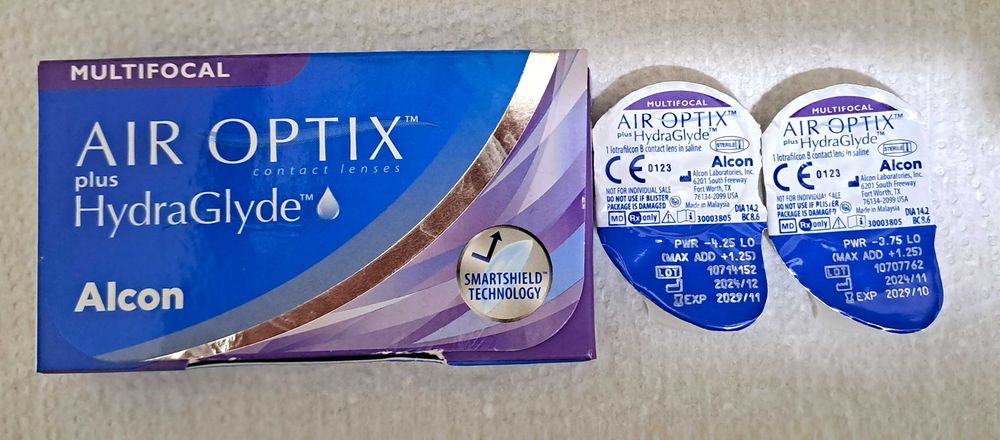 MULTIFOCAL
AIR OPTIX™
contact lenses
plus
HydraGlyde™
Alcon
SMARTSHIELD™
TECHNOLOGY
MULTIFOCAL
AIR OPTIX™
plus HydraGlyde™
STERILE
1 lotrafilcon B contact lens in saline
CE 0123
Alcon
Alcon Laboratories, Inc.
6201 South Freeway
Fort Worth, TX
76134-2099 USA
Made in Malaysia
NOT FOR INDIVIDUAL SALE
DO NOT USE IF BLISTER
PACKAGE IS DAMAGED
DIA 14.2
BC 8.6
MD Rx only 30003805
PWR -4.25 LO
(MAX ADD +1.25)
LOT 10714152
2024/12
EXP 2029/11
MULTIFOCAL
AIR OPTIX™
plus HydraGlyde™
STERILE
1 lotrafilcon B contact lens in saline
CE 0123
Alcon
Alcon Laboratories, Inc.
6201 South Freeway
Fort Worth, TX
76134-2099 USA
Made in Malaysia
NOT FOR INDIVIDUAL SALE
DO NOT USE IF BLISTER
PACKAGE IS DAMAGED
DIA 14.2
BC 8.6
MD Rx only 30003805
PWR -3.75 LO
(MAX ADD +1.25)
LOT 10707762
2024/11
EXP 2029/10